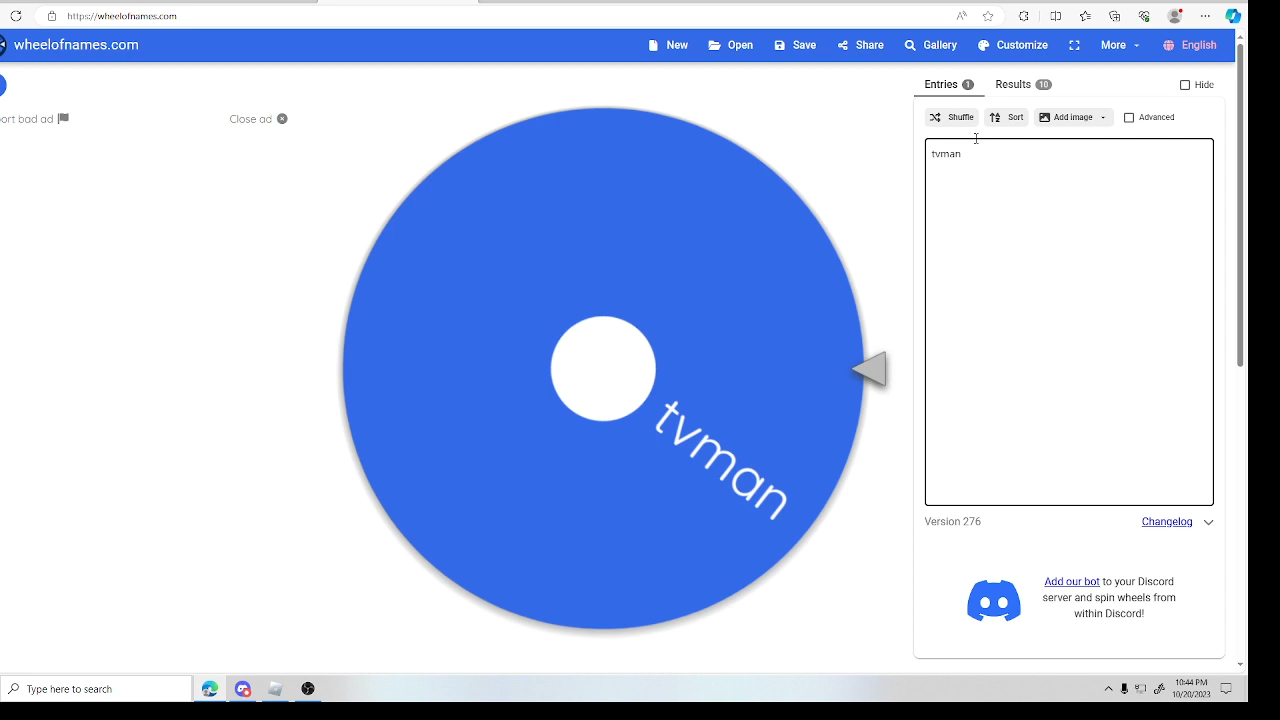 https://wheelofnames.com
wheelofnames.com
New
Open
Save
Share
Gallery
Customize
More
English
ort bad ad
Close ad
Entries 1
Results 10
Hide
Shuffle
Sort
Add image
Advanced
tvman
tvman
Version 276
Changelog
Add our bot to your Discord
server and spin wheels from
within Discord!
Type here to search
10:44 PM
10/20/2023